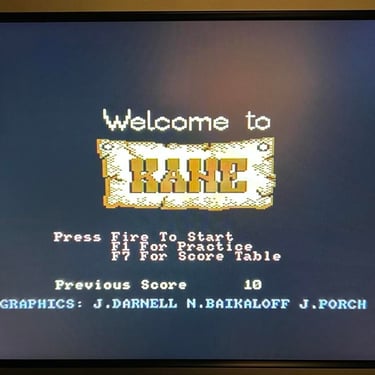 Welcome to
KANE
Press Fire To Start
F1 For Practice
F7 For Score Table
Previous Score 10
GRAPHICS: J.DARNELL N.BAIKALOFF J.PORCH